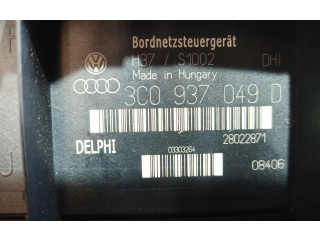 Bordnetzsteuergerät
H37 / S1002 DHI
Made in Hungary
3C0 937 049 D
DELPHI
28022871
03303264
08406